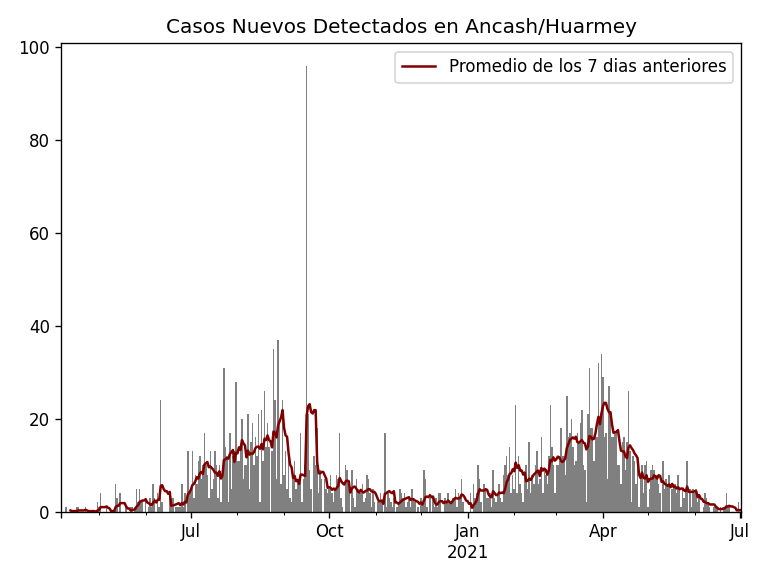 Casos Nuevos Detectados en Ancash/Huarmey
Promedio de los 7 dias anteriores
100
80
60
40
20
0
Jul Oct Jan Apr Jul
2021